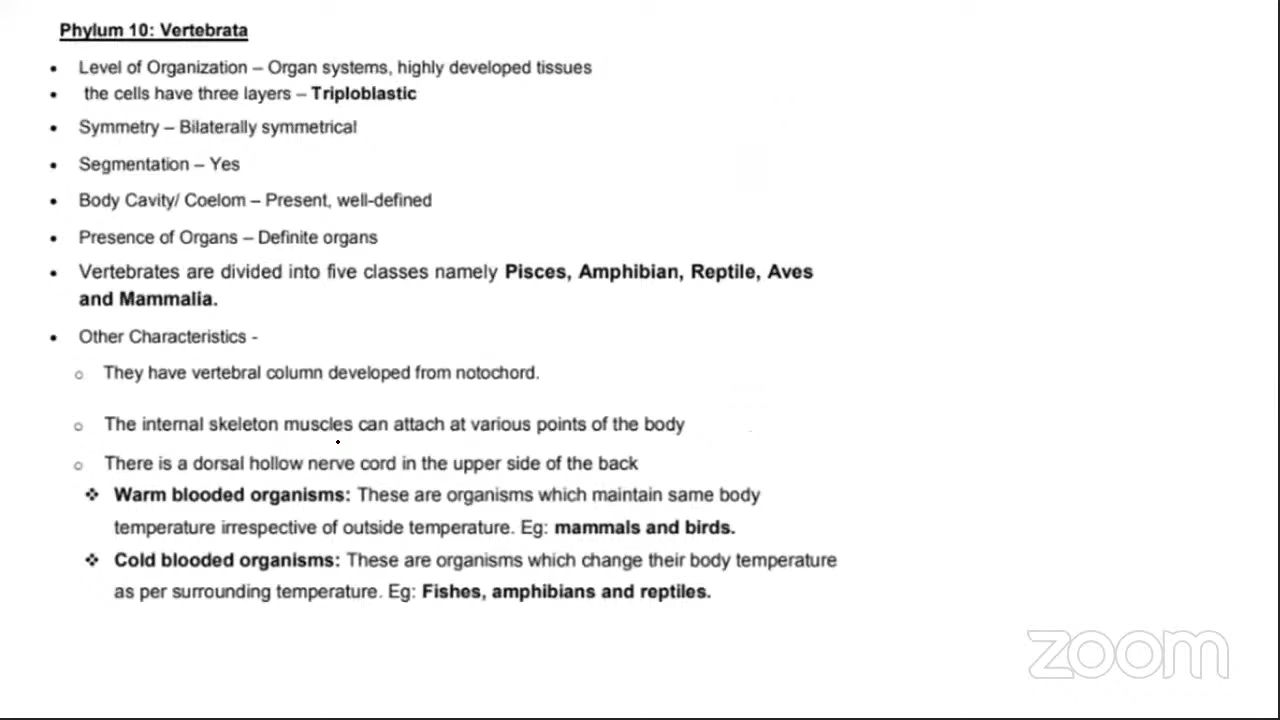 Phylum 10: Vertebrata
• Level of Organization – Organ systems, highly developed tissues
• the cells have three layers – Triploblastic
• Symmetry – Bilaterally symmetrical
• Segmentation – Yes
• Body Cavity/ Coelom – Present, well-defined
• Presence of Organs – Definite organs
• Vertebrates are divided into five classes namely Pisces, Amphibian, Reptile, Aves
and Mammalia.
• Other Characteristics -
o They have vertebral column developed from notochord.
o The internal skeleton muscles can attach at various points of the body
o There is a dorsal hollow nerve cord in the upper side of the back
❖ Warm blooded organisms: These are organisms which maintain same body
temperature irrespective of outside temperature. Eg: mammals and birds.
❖ Cold blooded organisms: These are organisms which change their body temperature
as per surrounding temperature. Eg: Fishes, amphibians and reptiles.
zoom